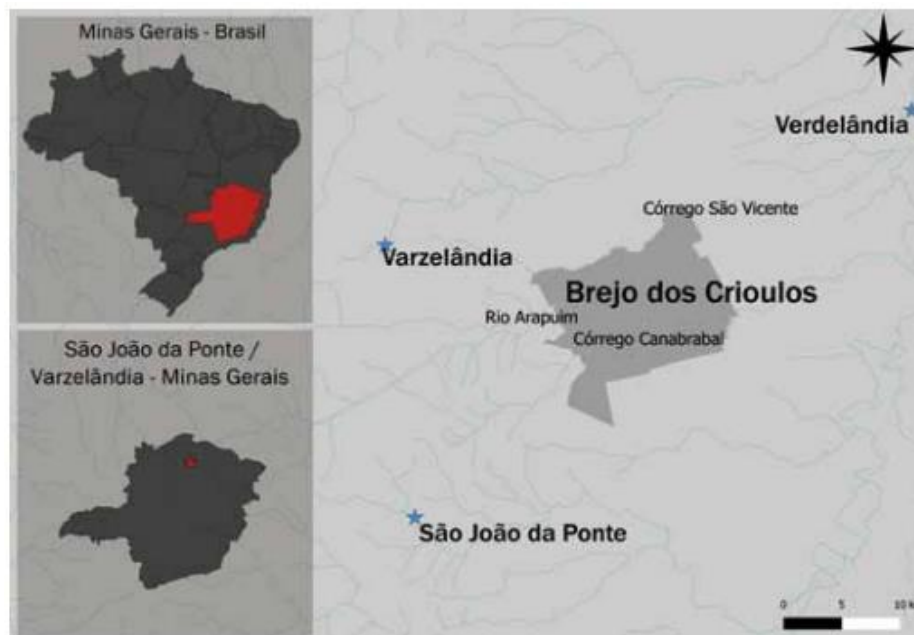 Minas Gerais - Brasil
Verdelândia
Córrego São Vicente
Varzelândia
Brejo dos Crioulos
Rio Arapuim
Córrego Canabrabal
São João da Ponte /
Varzelândia - Minas Gerais
São João da Ponte
0 5 10 k